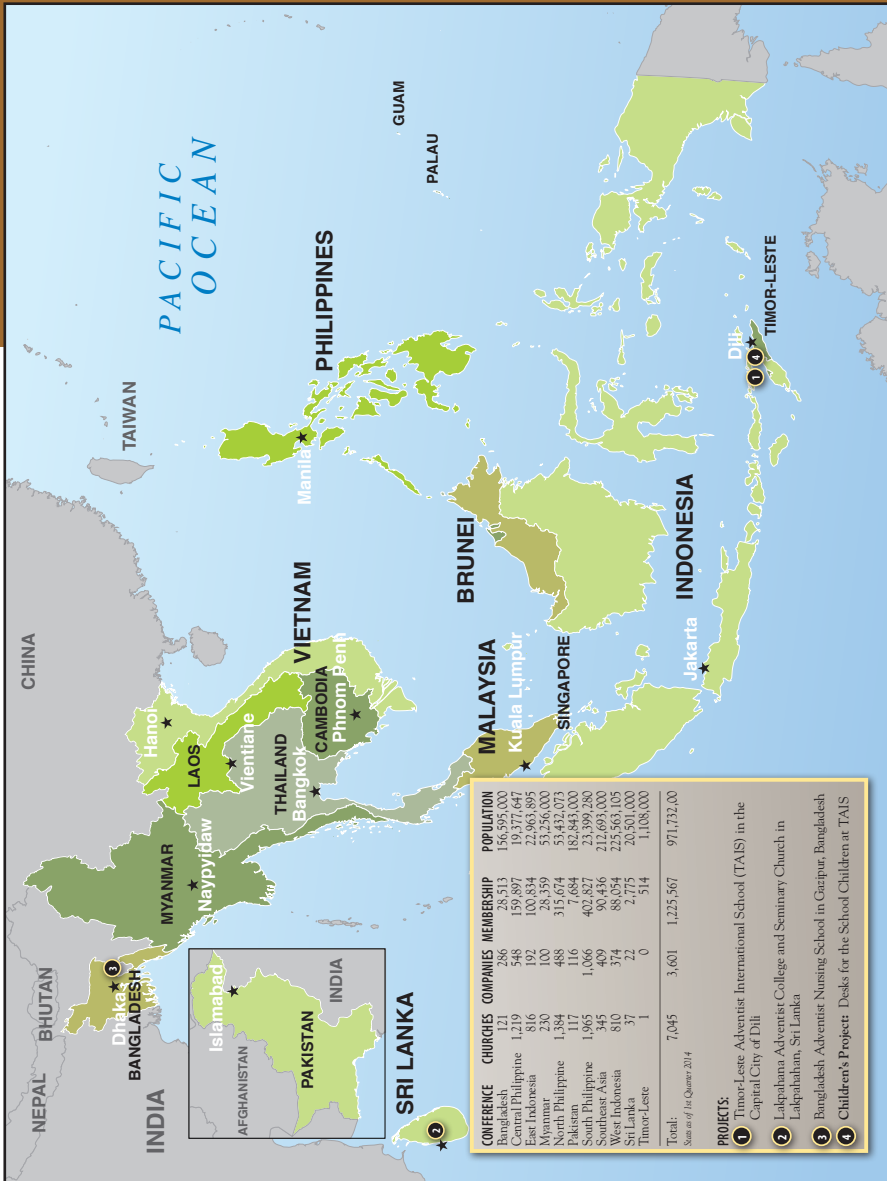 CHINA
NEPAL
BHUTAN
INDIA
TAIWAN
PACIFIC
OCEAN
Hanoi
MYANMAR
Naypyidaw
LAOS
Vientiane
Dhaka
3
BANGLADESH
THAILAND
Bangkok
VIETNAM
CAMBODIA
Phnom Penh
PHILIPPINES
Manila
GUAM
PALAU
Islamabad
AFGHANISTAN
PAKISTAN
INDIA
SRI LANKA
2
MALAYSIA
Kuala Lympur
SINGAPORE
BRUNEI
INDONESIA
Jakarta
Dili
1 4
TIMOR-LESTE
CONFERENCE CHURCHES COMPANIES MEMBERSHIP POPULATION
Bangladesh 121 286 28,513 156,595,000
Central Philippine 1,219 548 159,897 19,377,647
East Indonesia 816 192 100,834 22,963,895
Myanmar 230 100 28,359 53,256,000
North Philippine 1,384 488 315,674 53,432,073
Pakistan 117 116 7,684 182,843,000
South Philippine 1,965 1,066 402,827 23,399,280
Southeast Asia 345 409 90,436 212,693,000
West Indonesia 810 374 88,054 225,563,105
Sri Lanka 37 22 2,775 20,501,000
Timor-Leste 1 0 514 1,108,000
Total: 7,045 3,601 1,225,567 971,732,00
Stats as of 1st Quarter 2014
PROJECTS:
1 Timor-Leste Adventist International School (TAIS) in the
Capital City of Dili
2 Lakpahana Adventist College and Seminary Church in
Lakpahan, Sri Lanka
3 Bangladesh Adventist Nursing School in Gazipur, Bangladesh
4 Children's Project: Desks for the School Children at TAIS